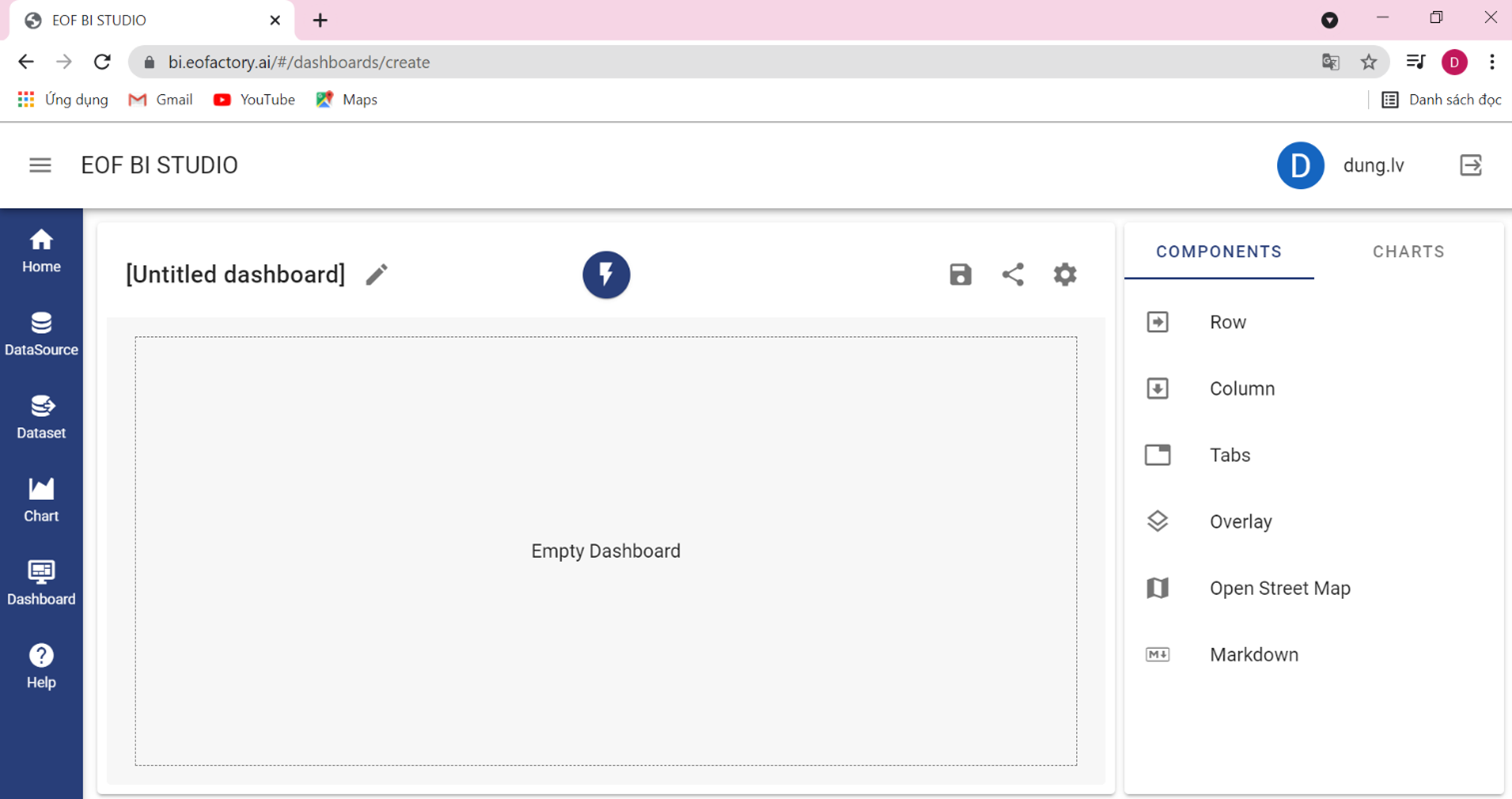 EOF BI STUDIO
bi.eofactory.ai/#/dashboards/create
D
Ứng dụng Gmail YouTube Maps Danh sách đọc
EOF BI STUDIO
D dung.lv
Home
DataSource
Dataset
Chart
Dashboard
Help
[Untitled dashboard]
Empty Dashboard
COMPONENTS CHARTS
Row
Column
Tabs
Overlay
Open Street Map
M Markdown